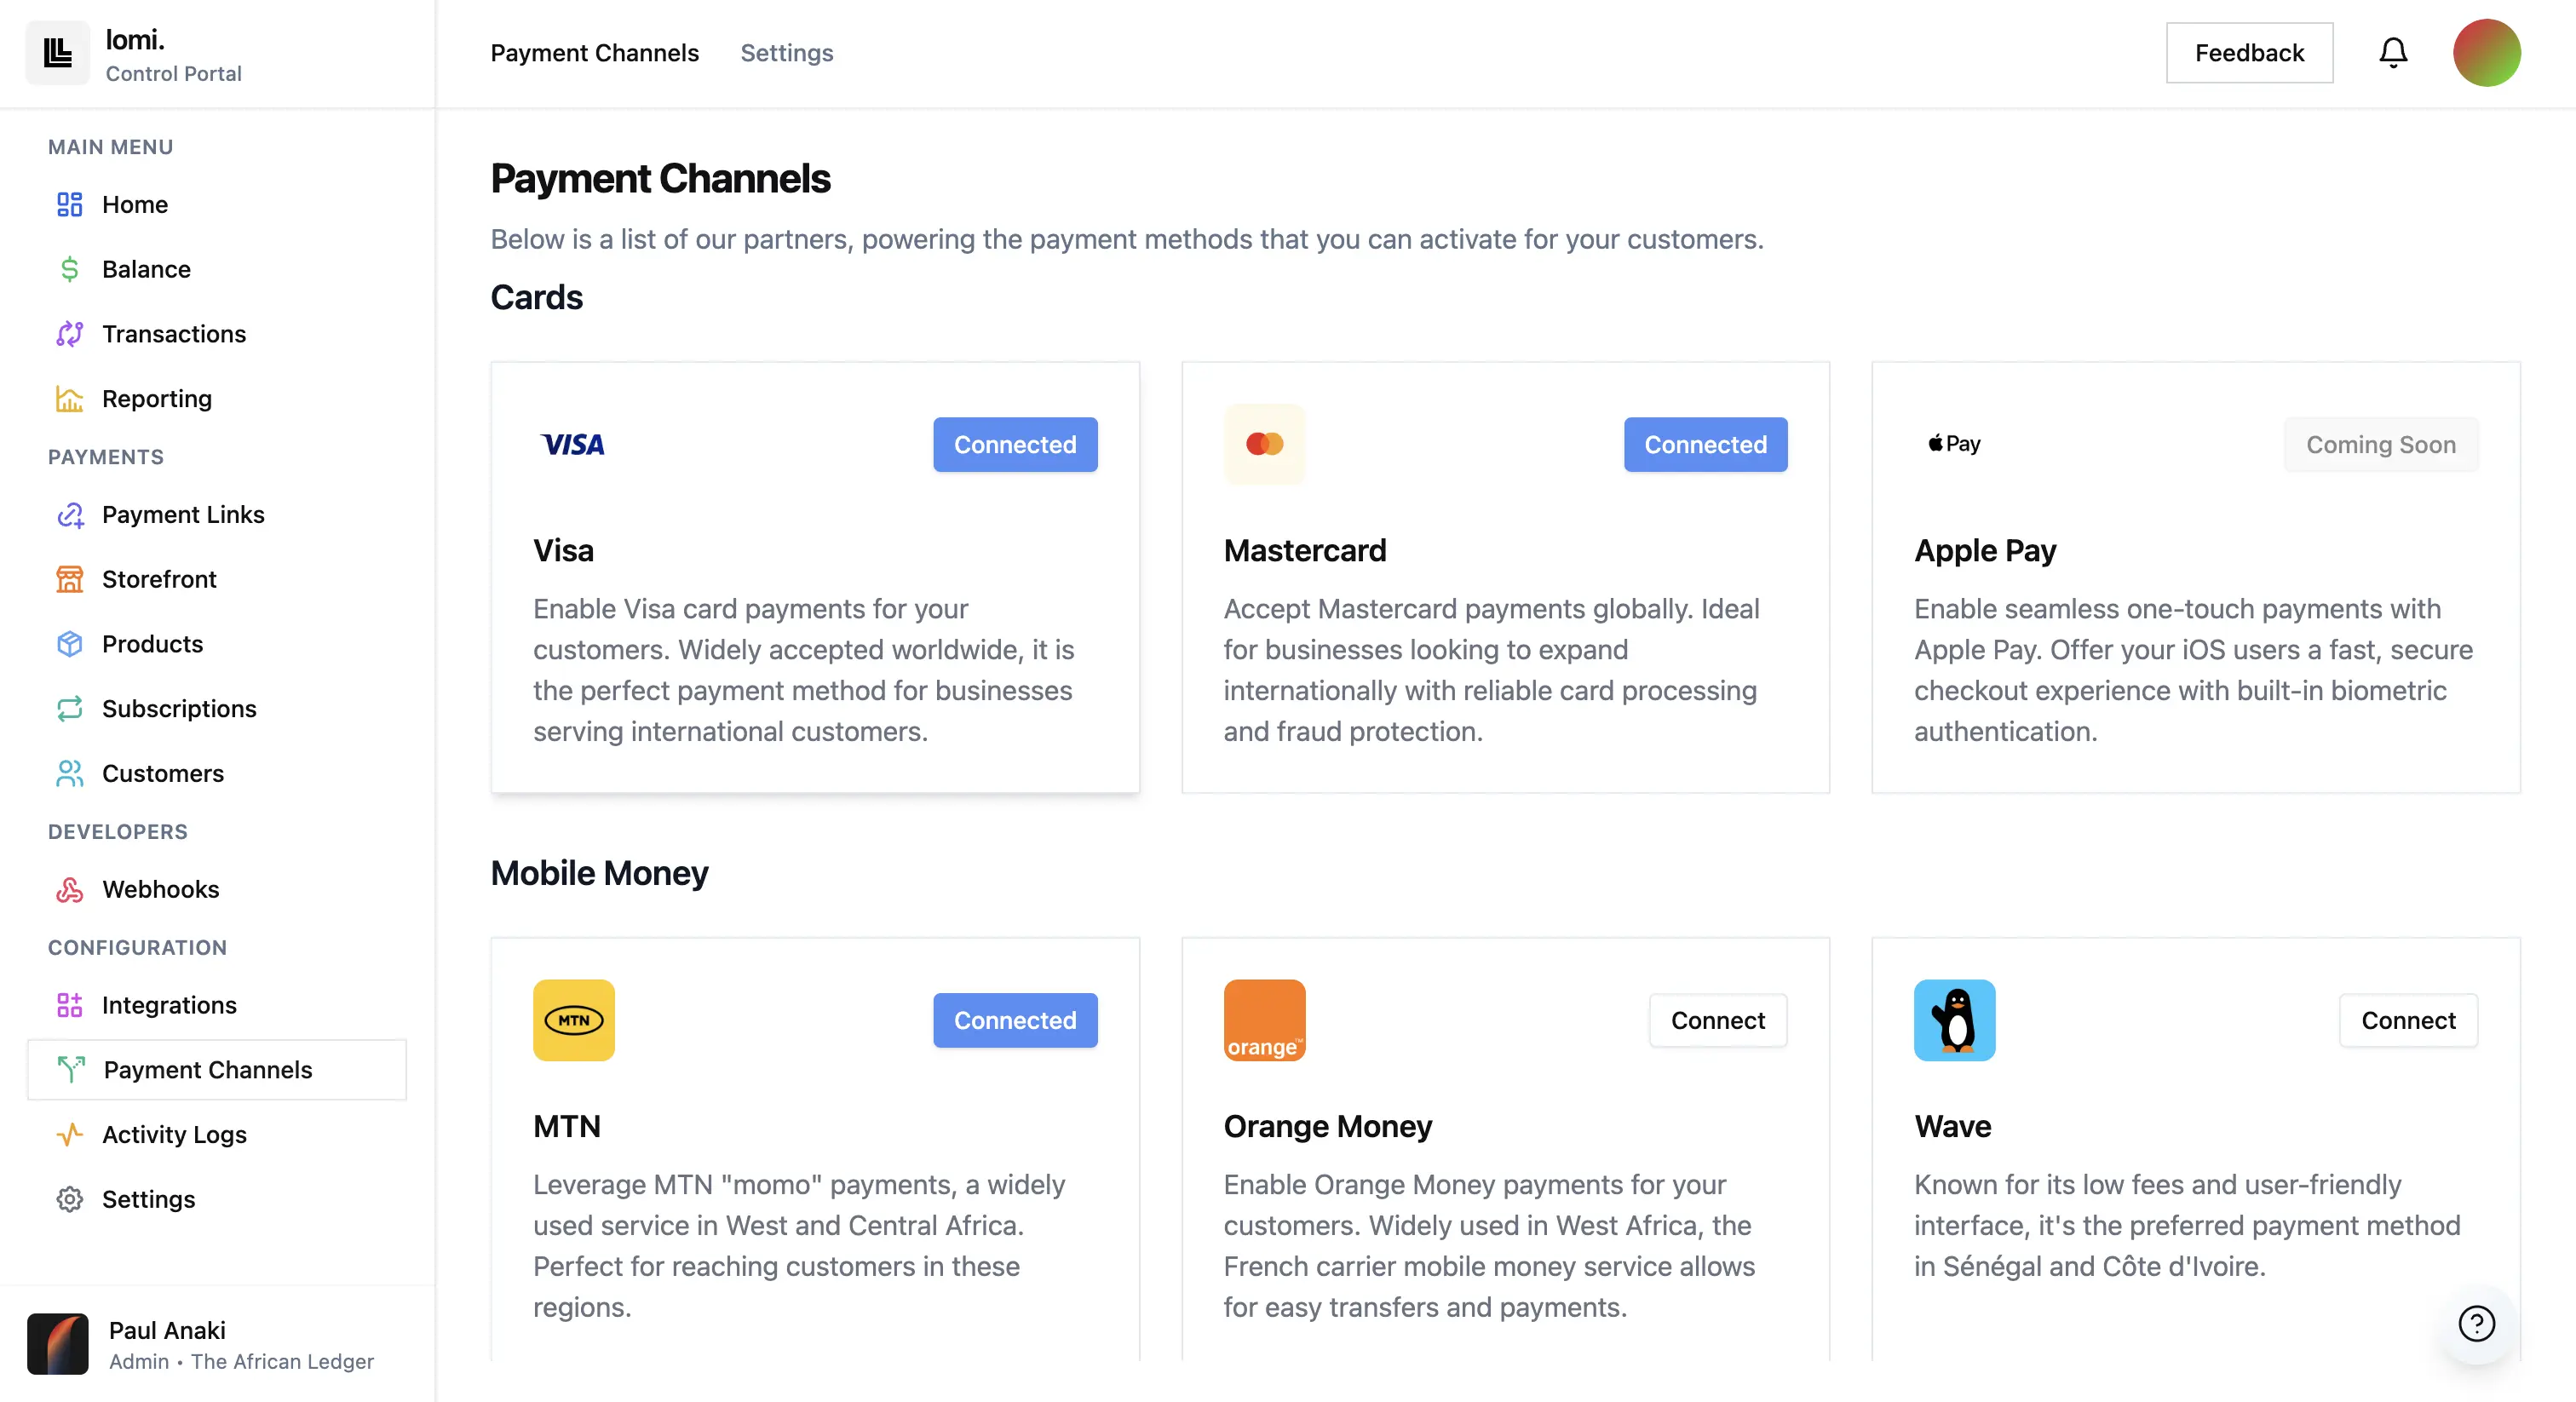 lomi.
Control Portal
Payment Channels
Settings
Feedback
MAIN MENU
Home
Balance
Transactions
Reporting
PAYMENTS
Payment Links
Storefront
Products
Subscriptions
Customers
DEVELOPERS
Webhooks
CONFIGURATION
Integrations
Payment Channels
Activity Logs
Settings
Paul Anaki
Admin • The African Ledger
Payment Channels
Below is a list of our partners, powering the payment methods that you can activate for your customers.
Cards
VISA
Connected
Visa
Enable Visa card payments for your
customers. Widely accepted worldwide, it is
the perfect payment method for businesses
serving international customers.
Connected
Mastercard
Accept Mastercard payments globally. Ideal
for businesses looking to expand
internationally with reliable card processing
and fraud protection.
Pay
Coming Soon
Apple Pay
Enable seamless one-touch payments with
Apple Pay. Offer your iOS users a fast, secure
checkout experience with built-in biometric
authentication.
Mobile Money
MTN
Connected
MTN
Leverage MTN "momo" payments, a widely
used service in West and Central Africa.
Perfect for reaching customers in these
regions.
orange™
Connect
Orange Money
Enable Orange Money payments for your
customers. Widely used in West Africa, the
French carrier mobile money service allows
for easy transfers and payments.
Connect
Wave
Known for its low fees and user-friendly
interface, it's the preferred payment method
in Sénégal and Côte d'Ivoire.
?